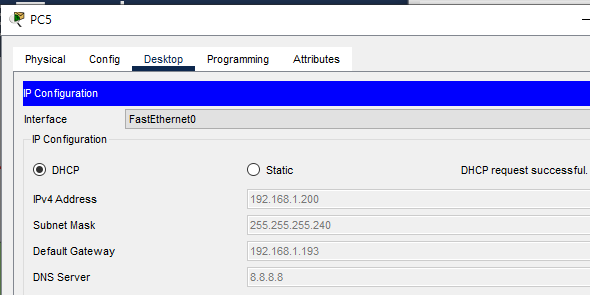 PC5
Physical Config Desktop Programming Attributes
IP Configuration
Interface FastEthernet0
IP Configuration
DHCP Static DHCP request successful.
IPv4 Address 192.168.1.200
Subnet Mask 255.255.255.240
Default Gateway 192.168.1.193
DNS Server 8.8.8.8